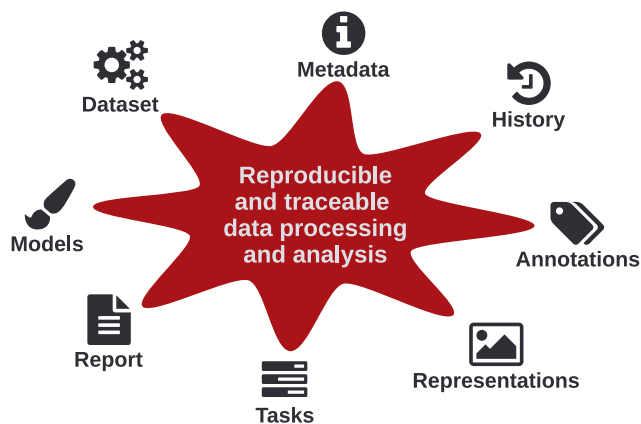 Metadata
Dataset
History
Reproducible
and traceable
data processing
and analysis
Models
Annotations
Report
Representations
Tasks